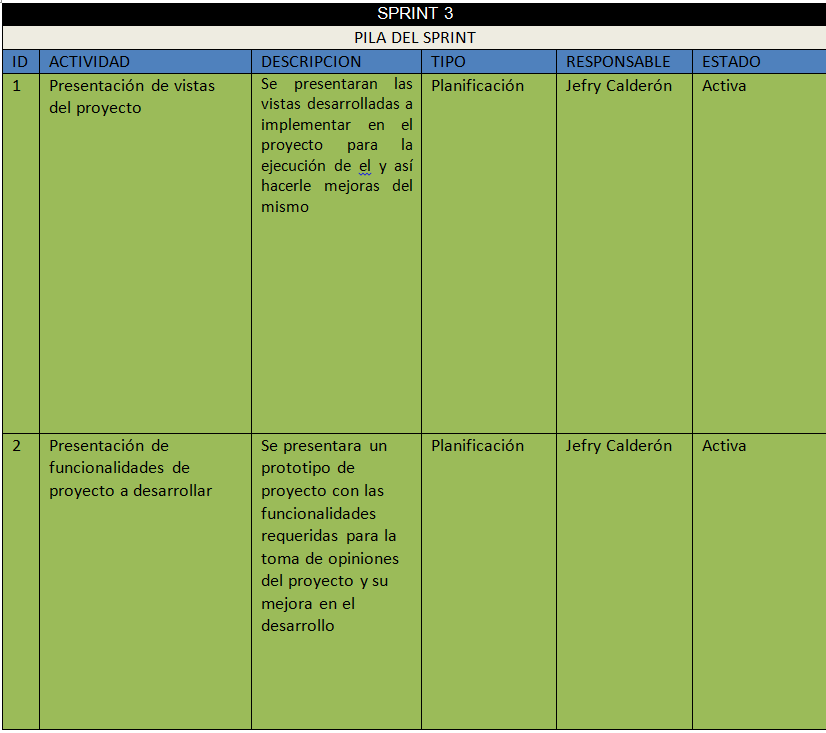 SPRINT 3
PILA DEL SPRINT
ID ACTIVIDAD DESCRIPCION TIPO RESPONSABLE ESTADO
1 Presentación de vistas del proyecto
Se presentaran las
vistas desarrolladas a
implementar en el
proyecto para la
ejecución de el y así
hacerle mejoras del
mismo
Planificación
Jefry Calderón
Activa
2 Presentación de
funcionalidades de
proyecto a desarrollar
Se presentara un
prototipo de
proyecto con las
funcionalidades
requeridas para la
toma de opiniones
del proyecto y su
mejora en el
desarrollo
Planificación
Jefry Calderón
Activa